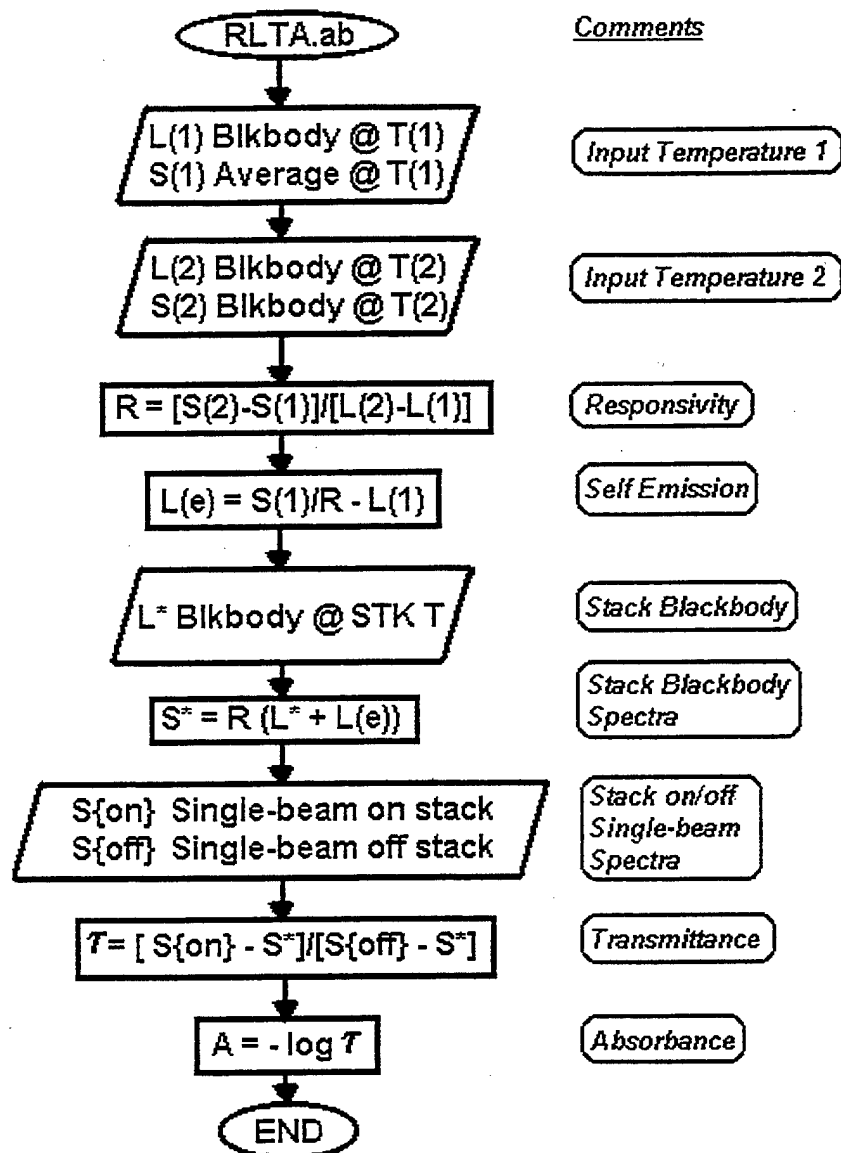 RLTA.ab
Comments
L(1) Blkbody @ T(1)
S(1) Average @ T(1)
Input Temperature 1
L(2) Blkbody @ T(2)
S(2) Blkbody @ T(2)
Input Temperature 2
R = [S(2)-S(1)]/[L(2)-L(1)]
Responsivity
L(e) = S(1)/R - L(1)
Self Emission
L* Blkbody @ STK T
Stack Blackbody
S* = R (L* + L(e))
Stack Blackbody
Spectra
S{on} Single-beam on stack
S{off} Single-beam off stack
Stack on/off
Single-beam
Spectra
τ = [ S{on} - S*]/[S{off} - S*]
Transmittance
A = - log τ
Absorbance
END